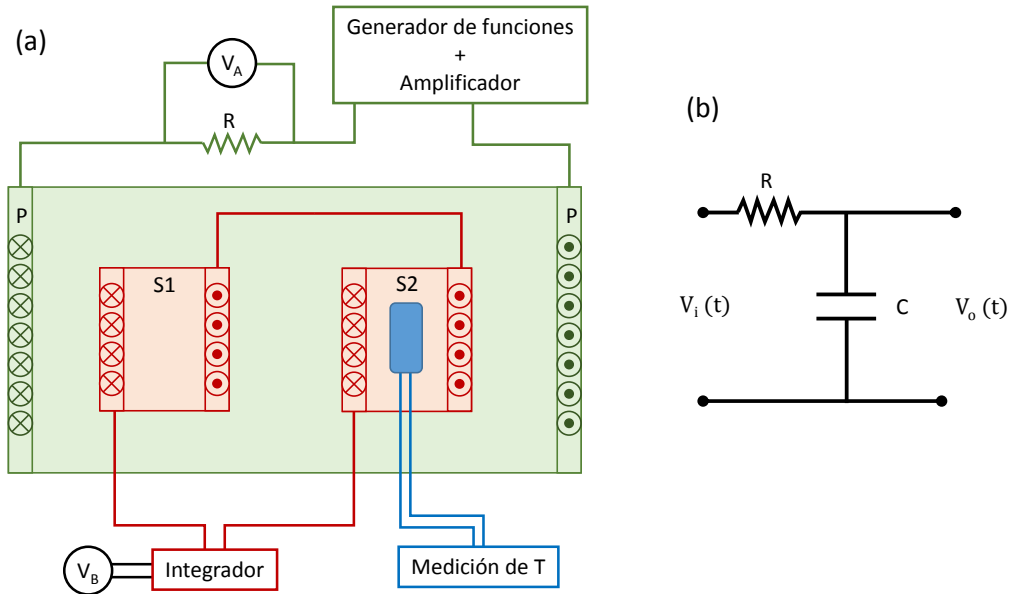 (a)
Generador de funciones
+
Amplificador
V_A
R
(b)
P
P
S1
S2
R
V_i (t)
C
V_o (t)
V_B
Integrador
Medición de T